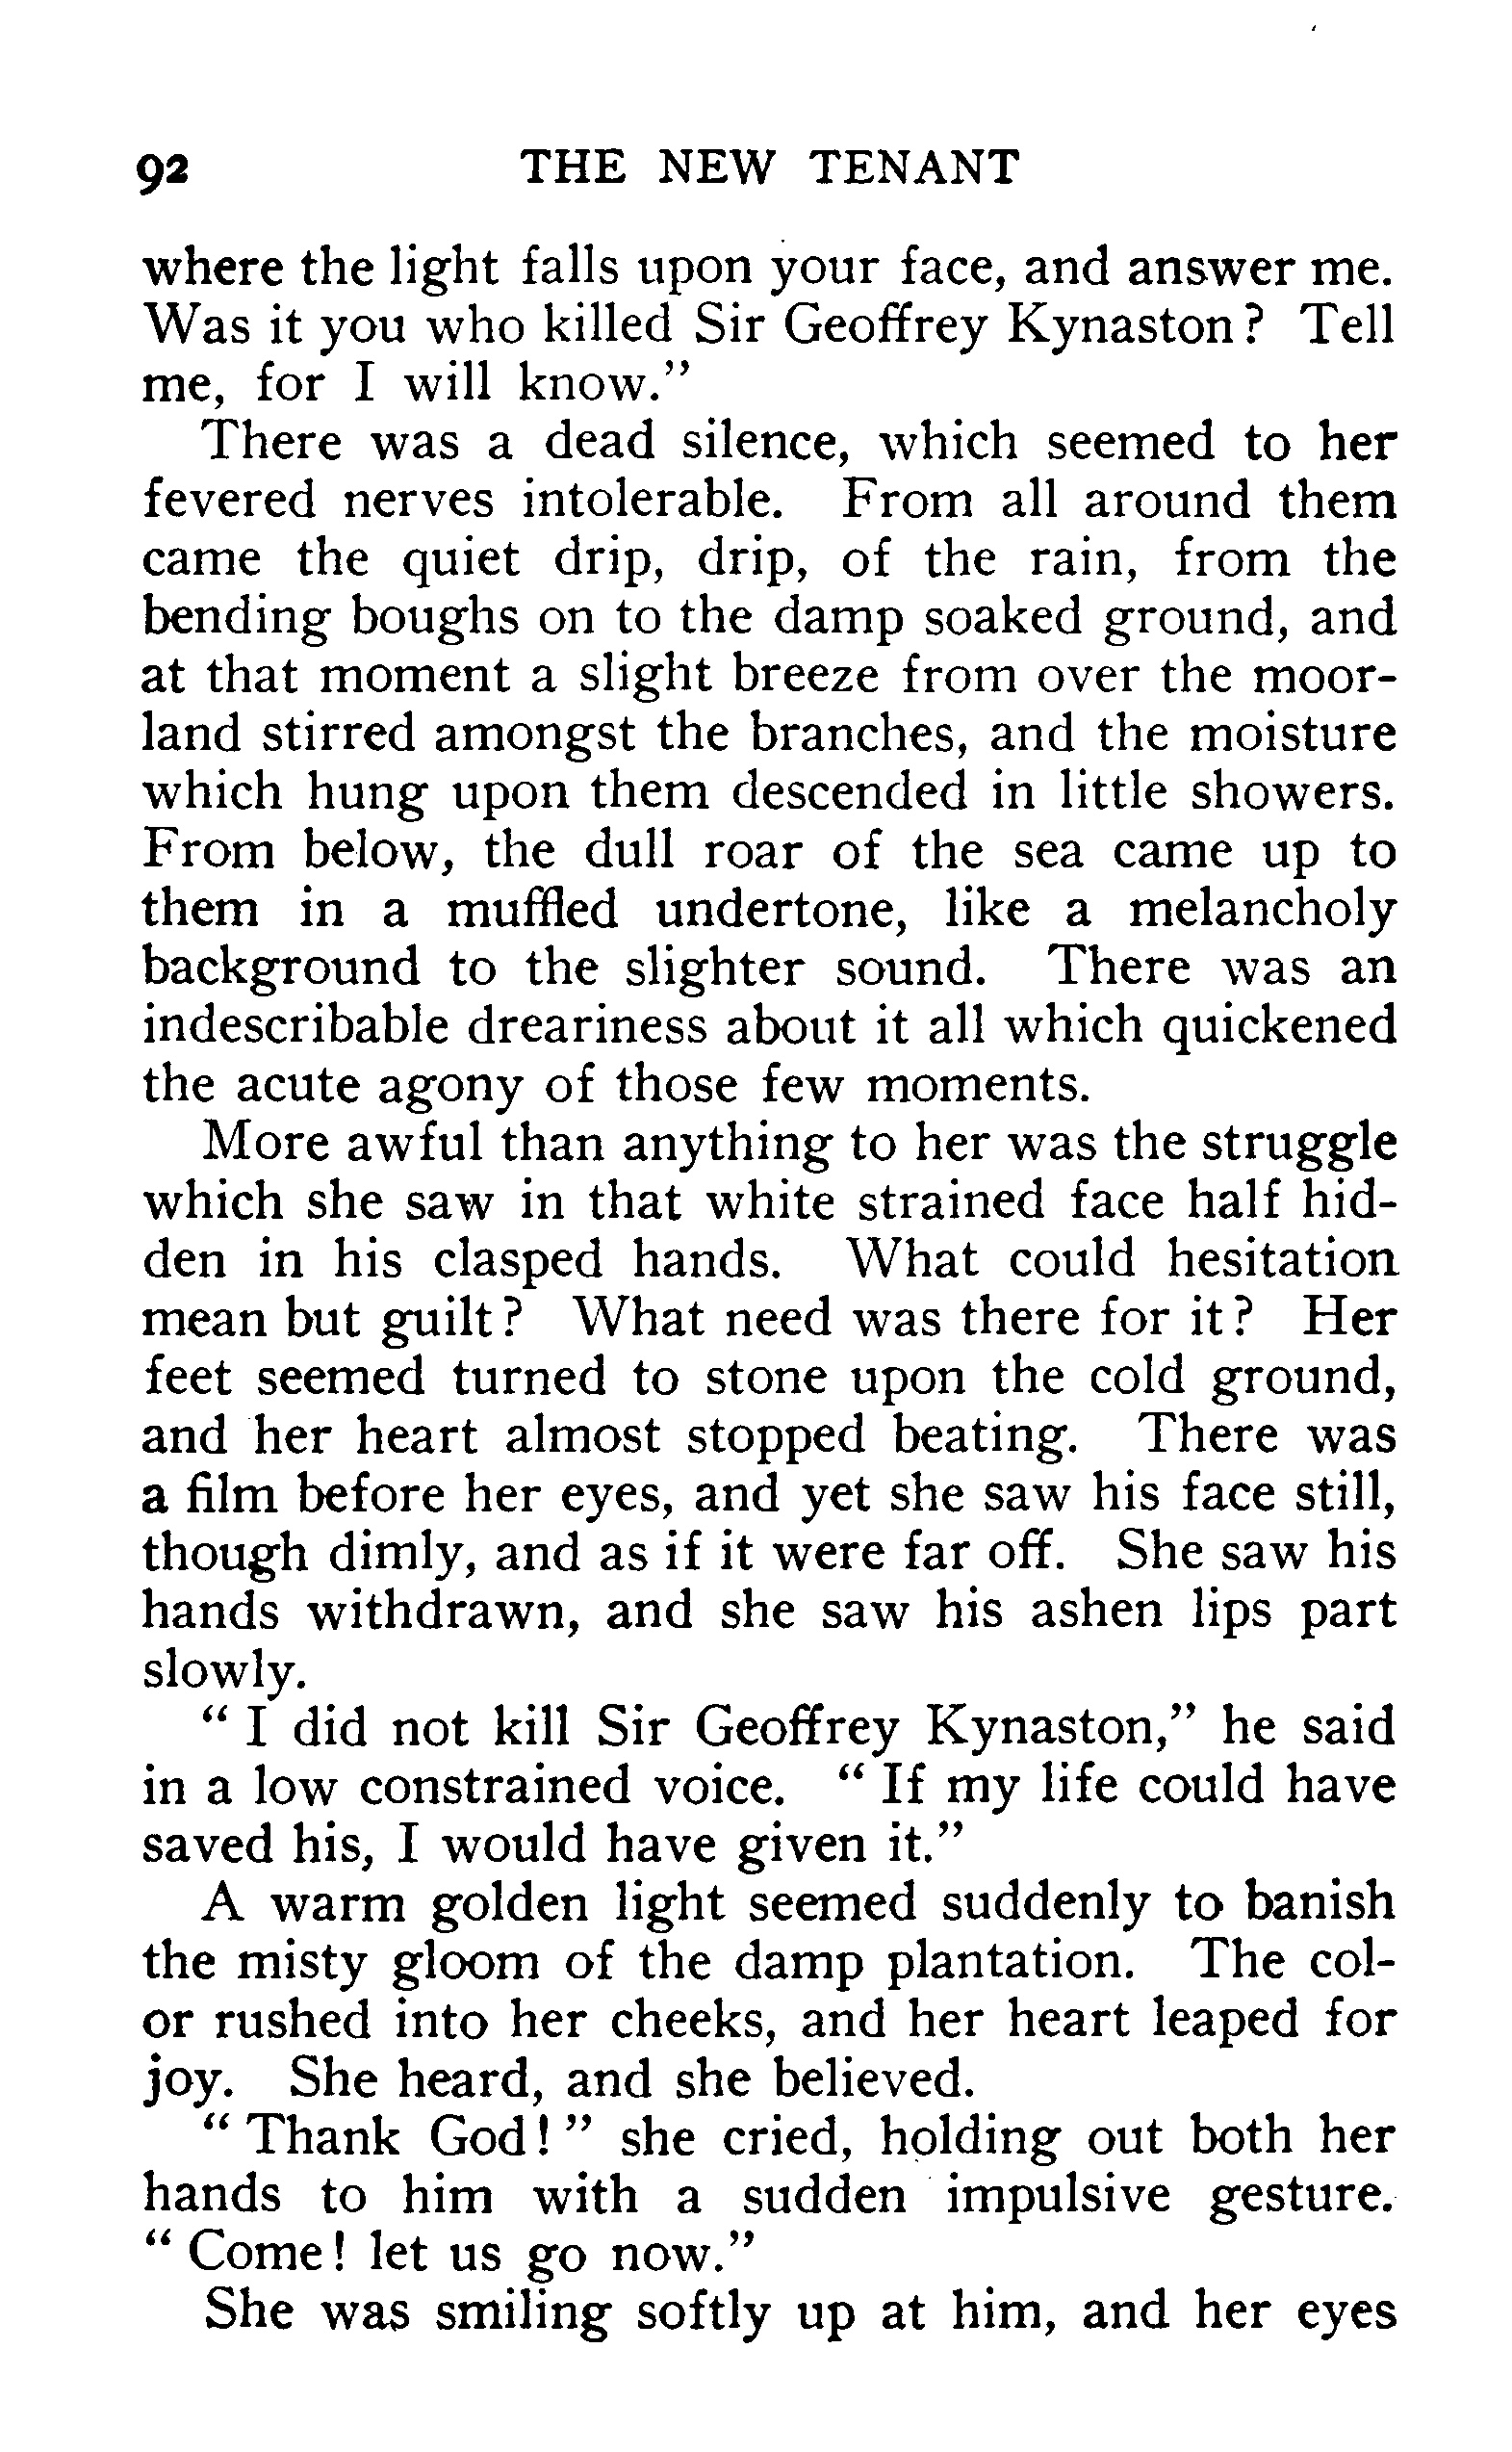 92 THE NEW TENANT
where the light falls upon your face, and answer me.
Was it you who killed Sir Geoffrey Kynaston? Tell
me, for I will know."
There was a dead silence, which seemed to her
fevered nerves intolerable. From all around them
came the quiet drip, drip, of the rain, from the
bending boughs on to the damp soaked ground, and
at that moment a slight breeze from over the moor-
land stirred amongst the branches, and the moisture
which hung upon them descended in little showers.
From below, the dull roar of the sea came up to
them in a muffled undertone, like a melancholy
background to the slighter sound. There was an
indescribable dreariness about it all which quickened
the acute agony of those few moments.
More awful than anything to her was the struggle
which she saw in that white strained face half hid-
den in his clasped hands. What could hesitation
mean but guilt? What need was there for it? Her
feet seemed turned to stone upon the cold ground,
and her heart almost stopped beating. There was
a film before her eyes, and yet she saw his face still,
though dimly, and as if it were far off. She saw his
hands withdrawn, and she saw his ashen lips part
slowly.
"I did not kill Sir Geoffrey Kynaston," he said
in a low constrained voice. "If my life could have
saved his, I would have given it."
A warm golden light seemed suddenly to banish
the misty gloom of the damp plantation. The col-
or rushed into her cheeks, and her heart leaped for
joy. She heard, and she believed.
"Thank God!" she cried, holding out both her
hands to him with a sudden impulsive gesture.
"Come! let us go now."
She was smiling softly up at him, and her eyes